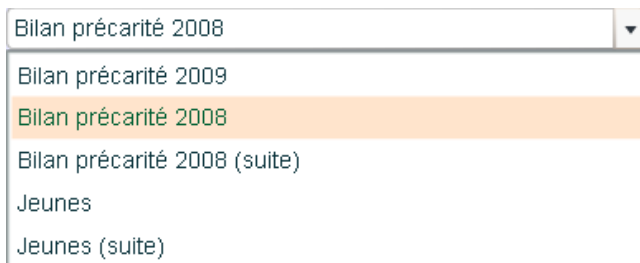 Bilan précarité 2008
Bilan précarité 2009
Bilan précarité 2008
Bilan précarité 2008 (suite)
Jeunes
Jeunes (suite)